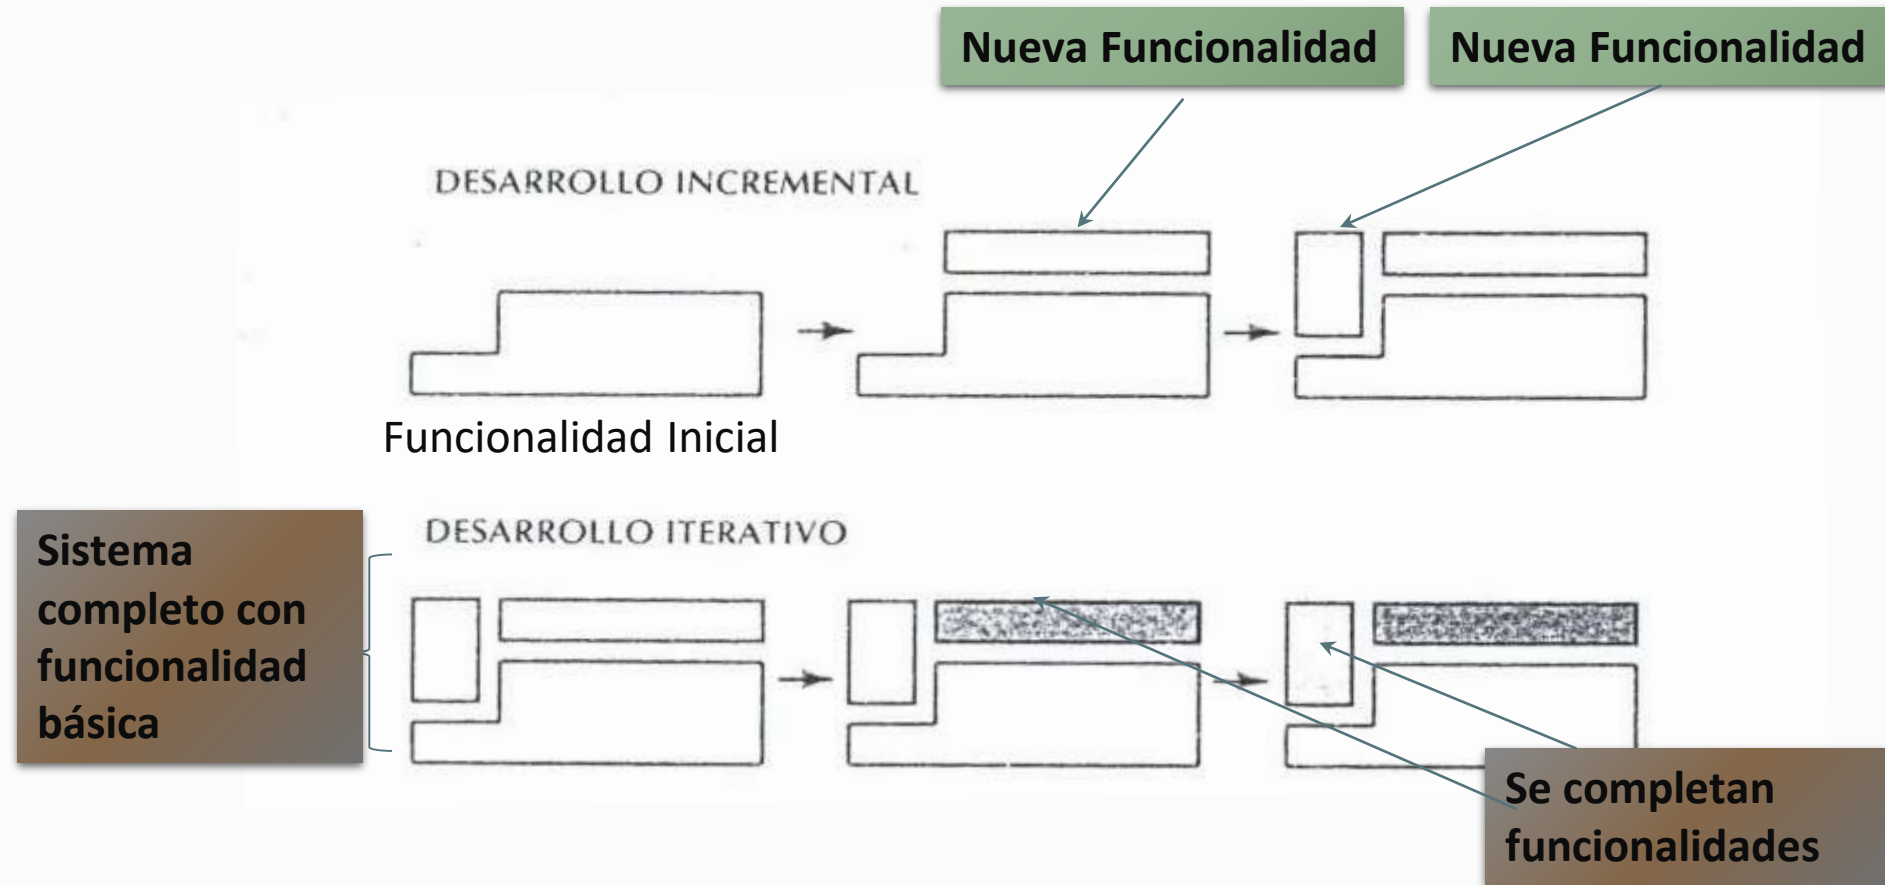 Nueva Funcionalidad
Nueva Funcionalidad
DESARROLLO INCREMENTAL
Funcionalidad Inicial
DESARROLLO ITERATIVO
Sistema
completo con
funcionalidad
básica
Se completan
funcionalidades